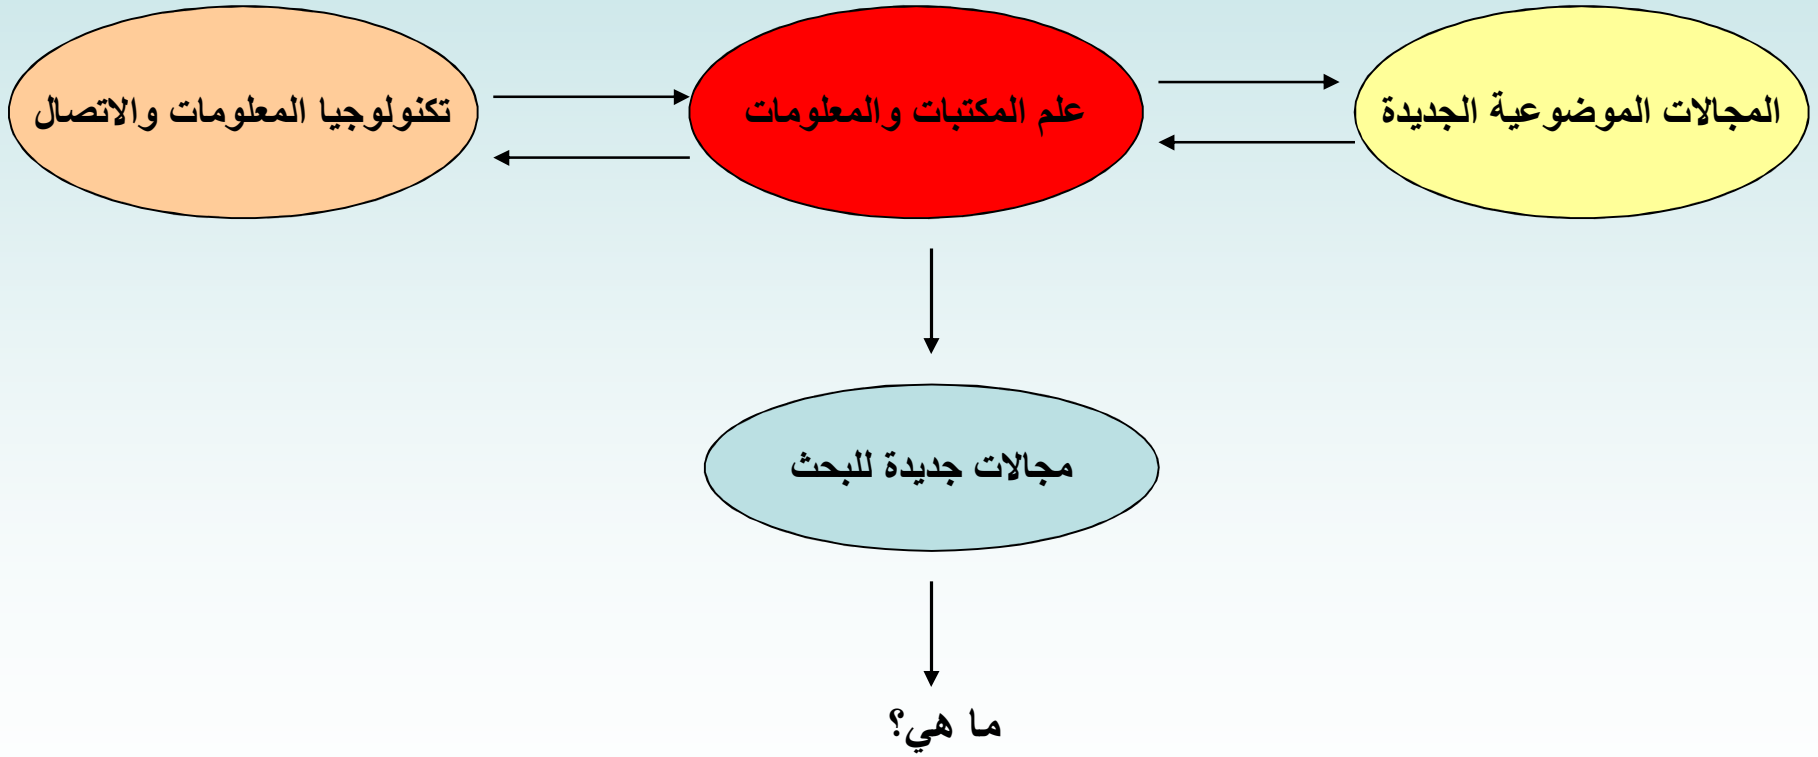 المجالات الموضوعية الجديدة
علم المكتبات والمعلومات
تكنولوجيا المعلومات والاتصال
مجالات جديدة للبحث
ما هي؟